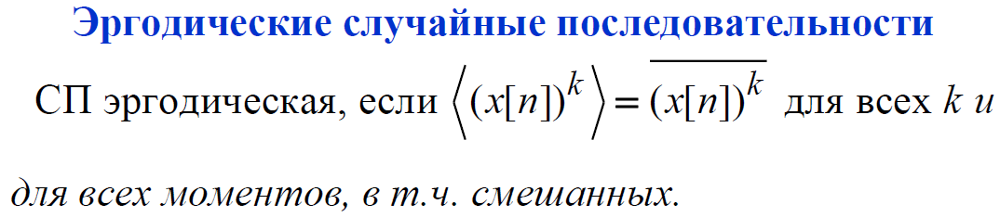 Эргодические случайные последовательности
СП эргодическая, если ⟨(x[n])^k⟩ = \overline{(x[n])^k} для всех k и
для всех моментов, в т.ч. смешанных.